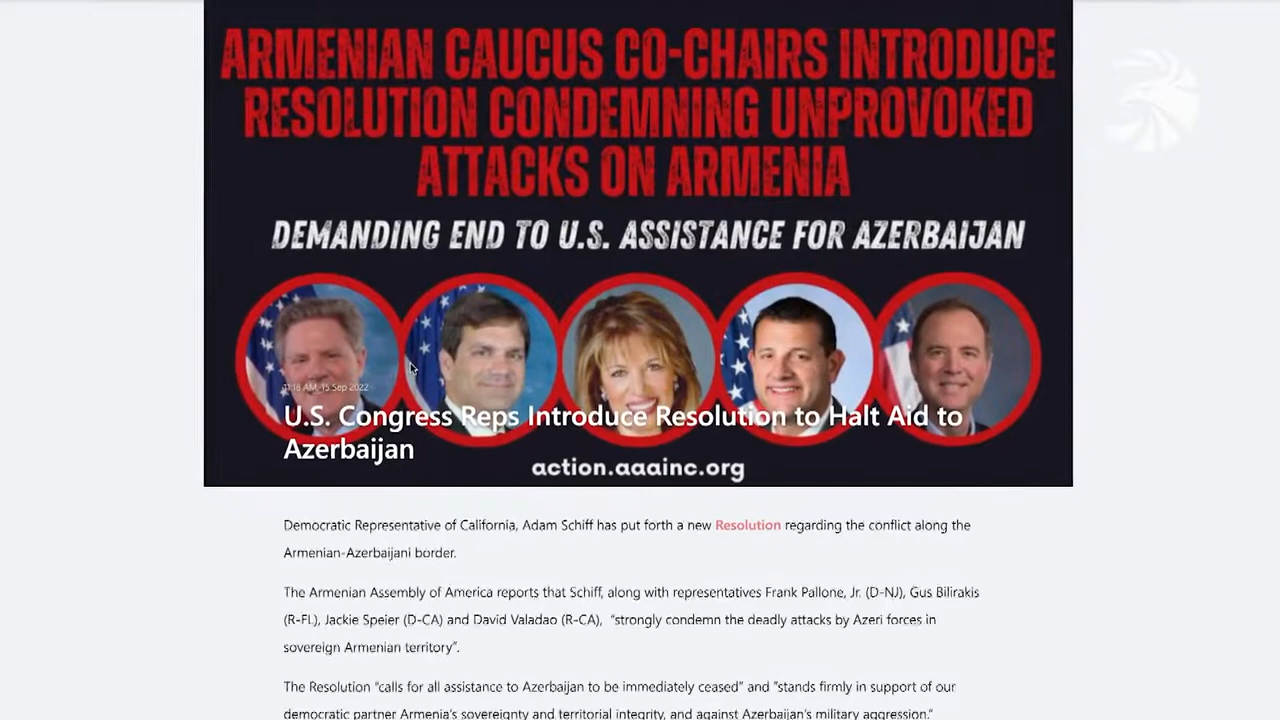 ARMENIAN CAUCUS CO-CHAIRS INTRODUCE
RESOLUTION CONDEMNING UNPROVOKED
ATTACKS ON ARMENIA
DEMANDING END TO U.S. ASSISTANCE FOR AZERBAIJAN
11:18 AM, 15 Sep 2022
U.S. Congress Reps Introduce Resolution to Halt Aid to
Azerbaijan
action.aaainc.org
Democratic Representative of California, Adam Schiff has put forth a new Resolution regarding the conflict along the
Armenian-Azerbaijani border.
The Armenian Assembly of America reports that Schiff, along with representatives Frank Pallone, Jr. (D-NJ), Gus Bilirakis
(R-FL), Jackie Speier (D-CA) and David Valadao (R-CA), “strongly condemn the deadly attacks by Azeri forces in
sovereign Armenian territory”.
The Resolution “calls for all assistance to Azerbaijan to be immediately ceased” and “stands firmly in support of our
democratic partner Armenia’s sovereignty and territorial integrity, and against Azerbaijan’s military aggression.”